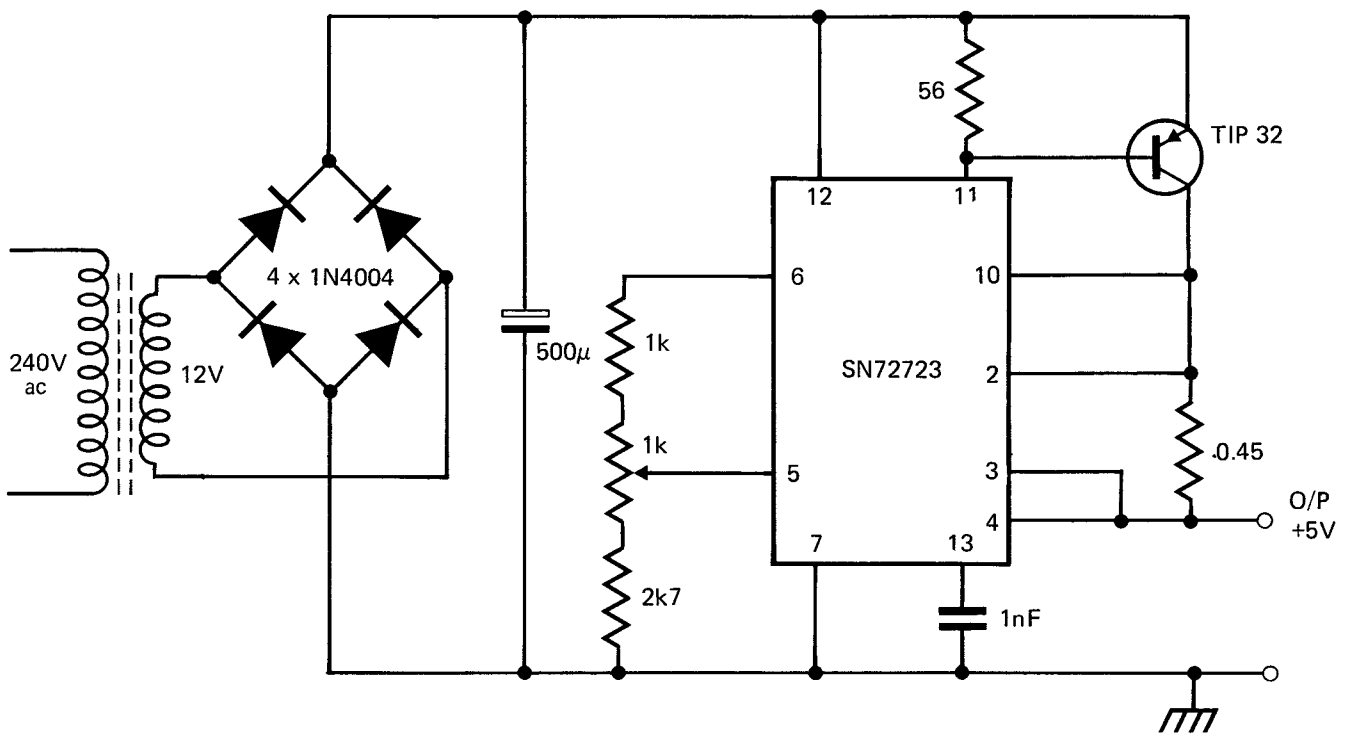 56
TIP 32
12
11
4 x 1N4004
6
10
240V
ac
12V
500μ
1k
SN72723
2
1k
5
3
.0.45
4
O/P
+5V
7
13
2k7
1nF